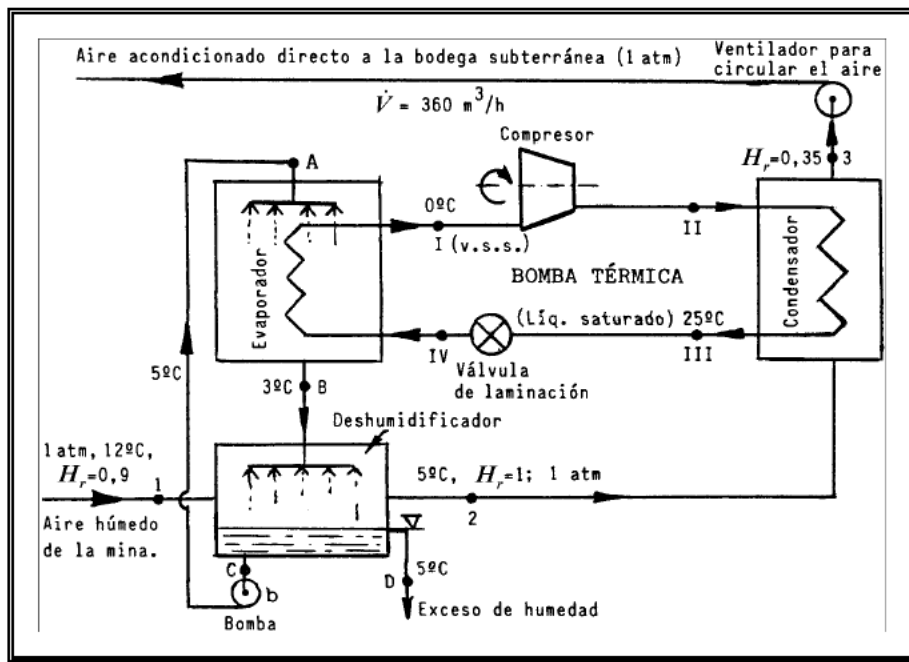 Aire acondicionado directo a la bodega subterránea (1 atm)
Ventilador para
circular el aire
V̇ = 360 m³/h
Compresor
A
H_r=0,35
3
0ºC
I (v.s.s.)
II
Evaporador
BOMBA TÉRMICA
Condensador
(Líq. saturado) 25ºC
IV
III
Válvula
de laminación
5ºC
3ºC
B
Deshumidificador
1 atm, 12ºC,
H_r=0,9
1
5ºC, H_r=1; 1 atm
2
Aire húmedo
de la mina.
C
b
Bomba
D
5ºC
Exceso de humedad